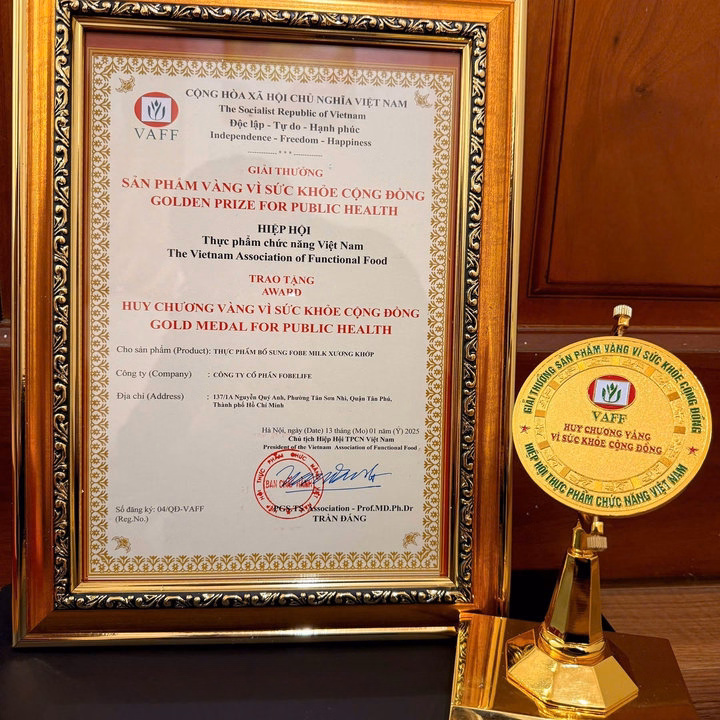 VAFF
CỘNG HÒA XÃ HỘI CHỦ NGHĨA VIỆT NAM
The Socialist Republic of Vietnam
Độc lập - Tự do - Hạnh phúc
Independence - Freedom - Happiness
GIẢI THƯỞNG
SẢN PHẨM VÀNG VÌ SỨC KHỎE CỘNG ĐỒNG
GOLDEN PRIZE FOR PUBLIC HEALTH
HIỆP HỘI
Thực phẩm chức năng Việt Nam
The Vietnam Association of Functional Food
TRAO TẶNG
AWARD
HUY CHƯƠNG VÀNG VÌ SỨC KHỎE CỘNG ĐỒNG
GOLD MEDAL FOR PUBLIC HEALTH
Cho sản phẩm (Product): THỰC PHẨM BỔ SUNG FOBE MILK XƯƠNG KHỚP
Công ty (Company) : CÔNG TY CỔ PHẦN FOBELIFE
Địa chỉ (Address) : 137/1A Nguyễn Quý Anh, Phường Tân Sơn Nhì, Quận Tân Phú,
Thành phố Hồ Chí Minh
Hà Nội, ngày (Date) 13 tháng (Mo) 01 năm (Y) 2025
Chủ tịch Hiệp Hội TPCN Việt Nam
President of the Vietnam Association of Functional Food
Số đăng ký: 04/QĐ-VAFF
(Reg.No.)
Association - Prof.MD.Ph.Dr
TRẦN ĐÁNG
GIẢI THƯỞNG SẢN PHẨM VÀNG VÌ SỨC KHỎE CỘNG ĐỒNG
VAFF
HUY CHƯƠNG VÀNG
VÌ SỨC KHỎE CỘNG ĐỒNG
HIỆP HỘI THỰC PHẨM CHỨC NĂNG VIỆT NAM